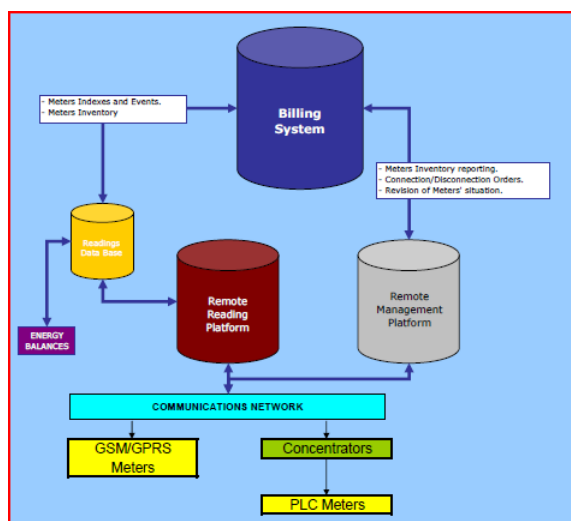 Billing
System
- Meters Indexes and Events.
- Meters Inventory
- Meters Inventory reporting.
- Connection/Disconnection Orders.
- Revision of Meters' situation.
Readings
Data Base
Remote
Reading
Platform
Remote
Management
Platform
ENERGY
BALANCES
COMMUNICATIONS NETWORK
GSM/GPRS
Meters
Concentrators
PLC Meters